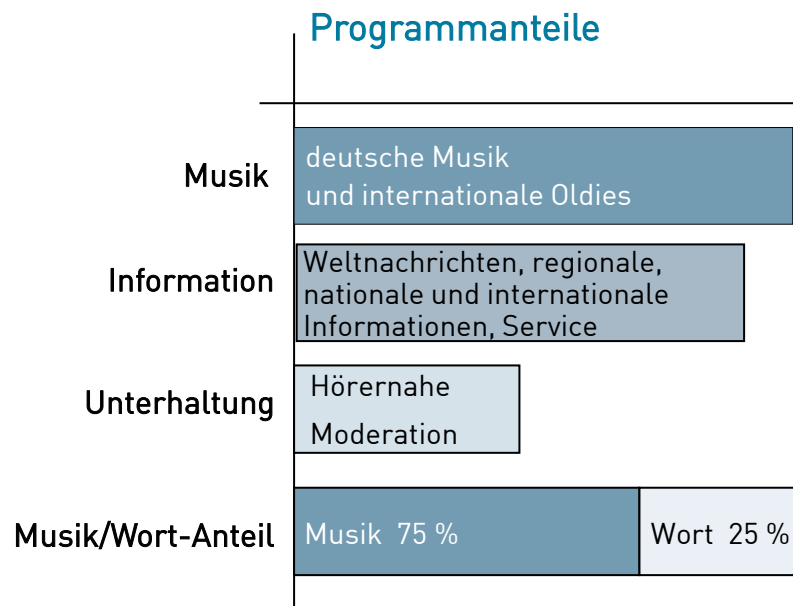 Programmanteile
Musik
deutsche Musik
und internationale Oldies
Information
Weltnachrichten, regionale,
nationale und internationale
Informationen, Service
Unterhaltung
Hörernahe
Moderation
Musik/Wort-Anteil
Musik 75 %
Wort 25 %